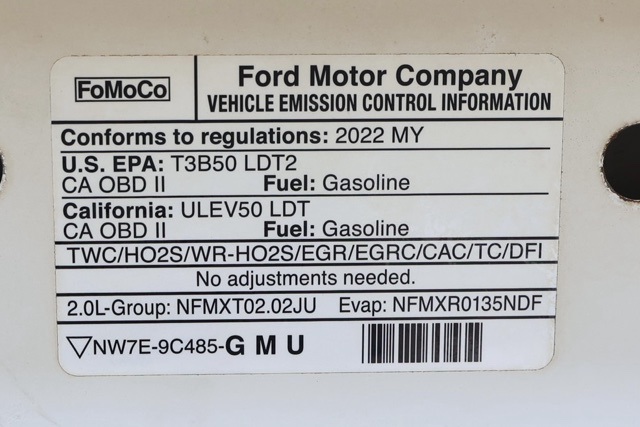 FoMoCo
Ford Motor Company
VEHICLE EMISSION CONTROL INFORMATION
Conforms to regulations: 2022 MY
U.S. EPA: T3B50 LDT2
CA OBD II Fuel: Gasoline
California: ULEV50 LDT
CA OBD II Fuel: Gasoline
TWC/HO2S/WR-HO2S/EGR/EGRC/CAC/TC/DFI
No adjustments needed.
2.0L-Group: NFMXT02.02JU Evap: NFMXR0135NDF
▽NW7E-9C485-GMU